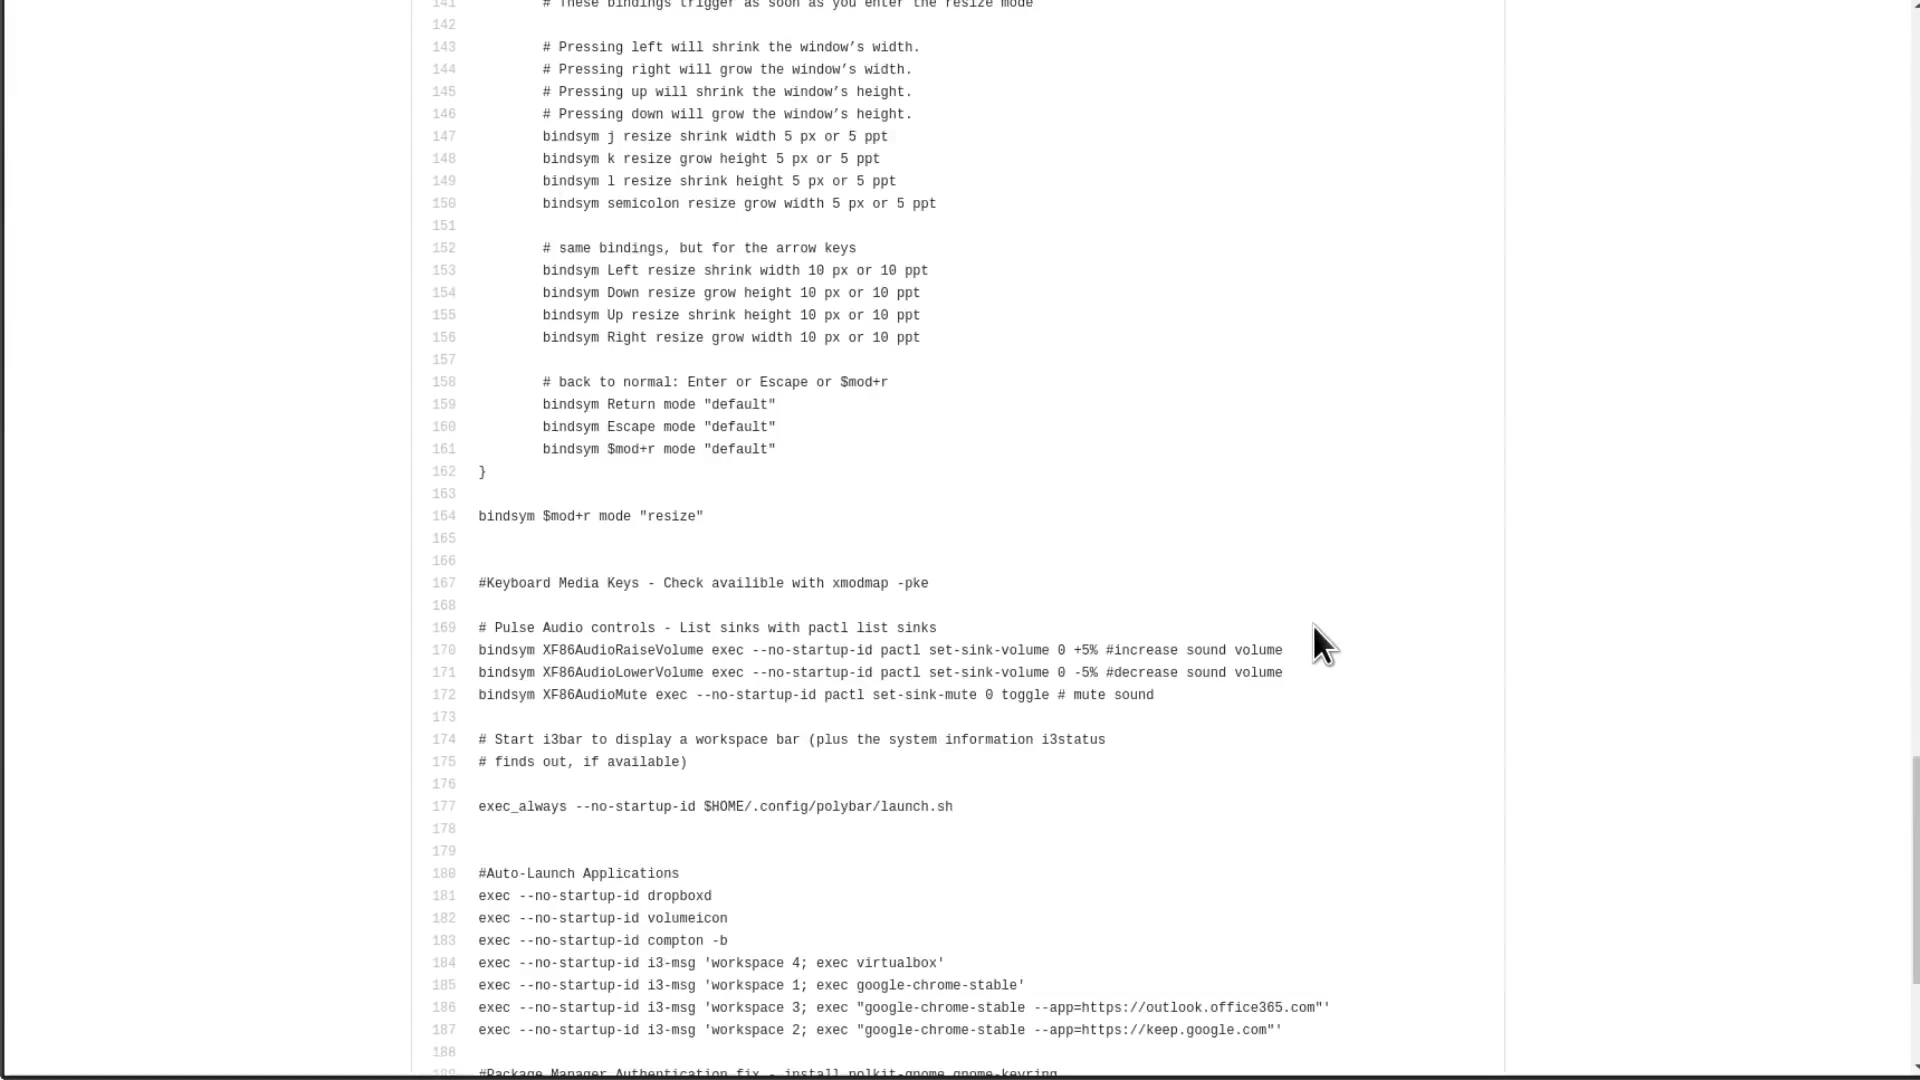 141 # These bindings trigger as soon as you enter the resize mode
142
143 # Pressing left will shrink the window’s width.
144 # Pressing right will grow the window’s width.
145 # Pressing up will shrink the window’s height.
146 # Pressing down will grow the window’s height.
147 bindsym j resize shrink width 5 px or 5 ppt
148 bindsym k resize grow height 5 px or 5 ppt
149 bindsym l resize shrink height 5 px or 5 ppt
150 bindsym semicolon resize grow width 5 px or 5 ppt
151
152 # same bindings, but for the arrow keys
153 bindsym Left resize shrink width 10 px or 10 ppt
154 bindsym Down resize grow height 10 px or 10 ppt
155 bindsym Up resize shrink height 10 px or 10 ppt
156 bindsym Right resize grow width 10 px or 10 ppt
157
158 # back to normal: Enter or Escape or $mod+r
159 bindsym Return mode "default"
160 bindsym Escape mode "default"
161 bindsym $mod+r mode "default"
162 }
163
164 bindsym $mod+r mode "resize"
165
166
167 #Keyboard Media Keys - Check availible with xmodmap -pke
168
169 # Pulse Audio controls - List sinks with pactl list sinks
170 bindsym XF86AudioRaiseVolume exec --no-startup-id pactl set-sink-volume 0 +5% #increase sound volume
171 bindsym XF86AudioLowerVolume exec --no-startup-id pactl set-sink-volume 0 -5% #decrease sound volume
172 bindsym XF86AudioMute exec --no-startup-id pactl set-sink-mute 0 toggle # mute sound
173
174 # Start i3bar to display a workspace bar (plus the system information i3status
175 # finds out, if available)
176
177 exec_always --no-startup-id $HOME/.config/polybar/launch.sh
178
179
180 #Auto-Launch Applications
181 exec --no-startup-id dropboxd
182 exec --no-startup-id volumeicon
183 exec --no-startup-id compton -b
184 exec --no-startup-id i3-msg 'workspace 4; exec virtualbox'
185 exec --no-startup-id i3-msg 'workspace 1; exec google-chrome-stable'
186 exec --no-startup-id i3-msg 'workspace 3; exec "google-chrome-stable --app=https://outlook.office365.com"'
187 exec --no-startup-id i3-msg 'workspace 2; exec "google-chrome-stable --app=https://keep.google.com"'
188
189 #Package Manager Authentication fix - install polkit-gnome gnome-keyring